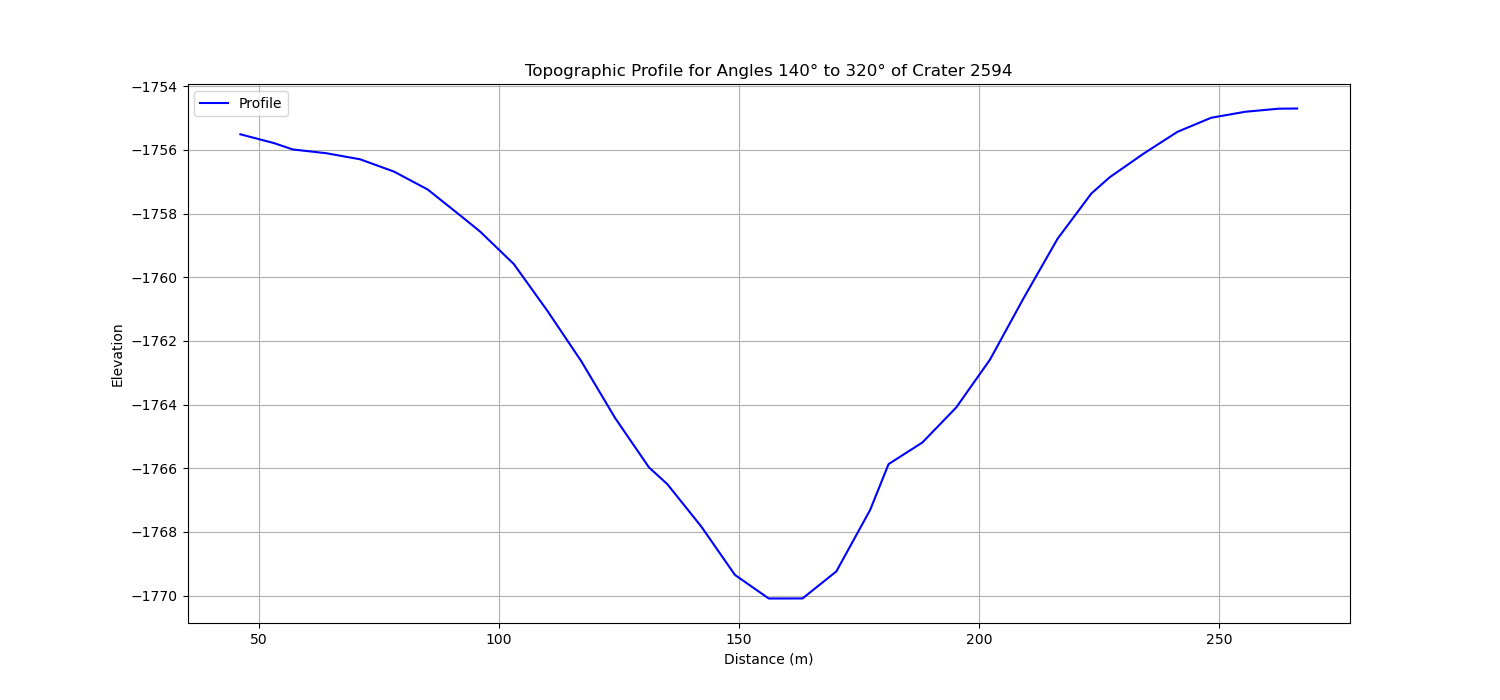 Topographic Profile for Angles 140° to 320° of Crater 2594
Profile
Elevation
−1754
−1756
−1758
−1760
−1762
−1764
−1766
−1768
−1770
50 100 150 200 250
Distance (m)